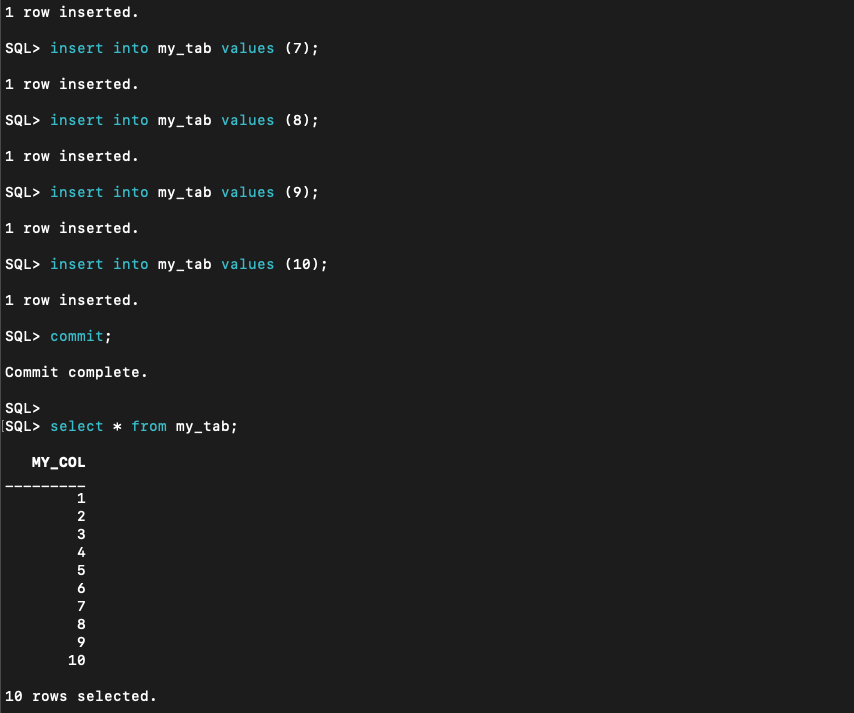 1 row inserted.
SQL> insert into my_tab values (7);
1 row inserted.
SQL> insert into my_tab values (8);
1 row inserted.
SQL> insert into my_tab values (9);
1 row inserted.
SQL> insert into my_tab values (10);
1 row inserted.
SQL> commit;
Commit complete.
SQL>
[SQL> select * from my_tab;
MY_COL
_________
1
2
3
4
5
6
7
8
9
10
10 rows selected.